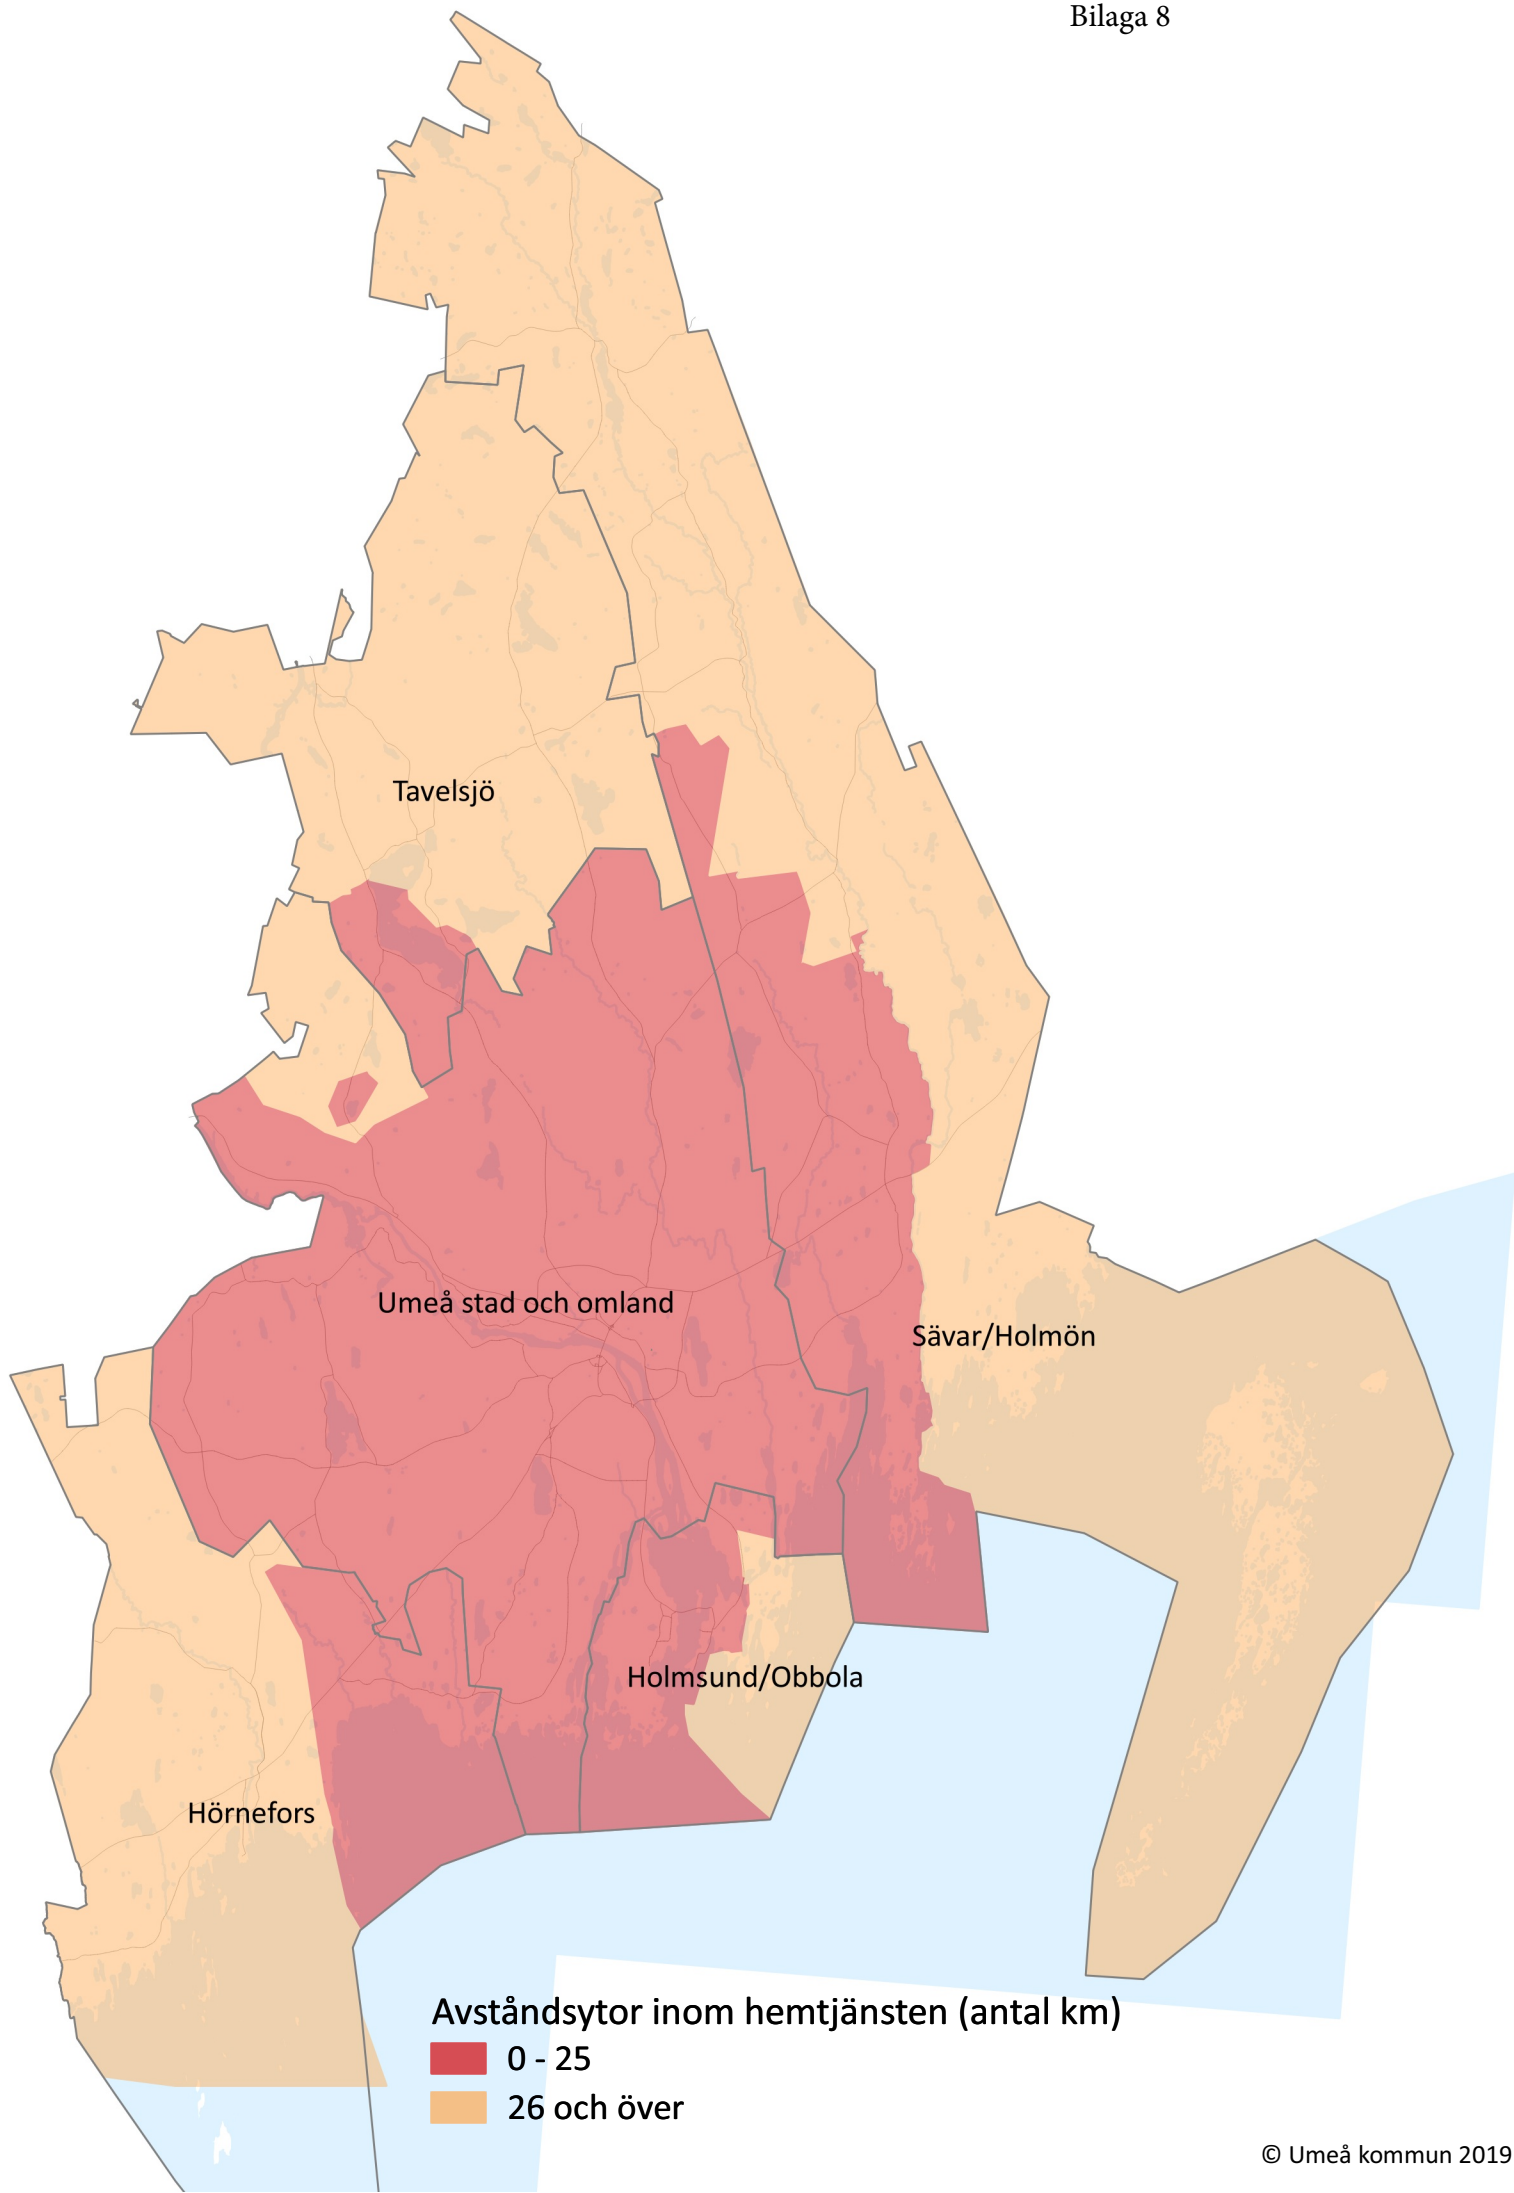 Bilaga 8
Tavelsjö
Umeå stad och omland
Sävar/Holmön
Holmsund/Obbola
Hörnefors
Avståndsytor inom hemtjänsten (antal km)
0 - 25
26 och över
© Umeå kommun 2019